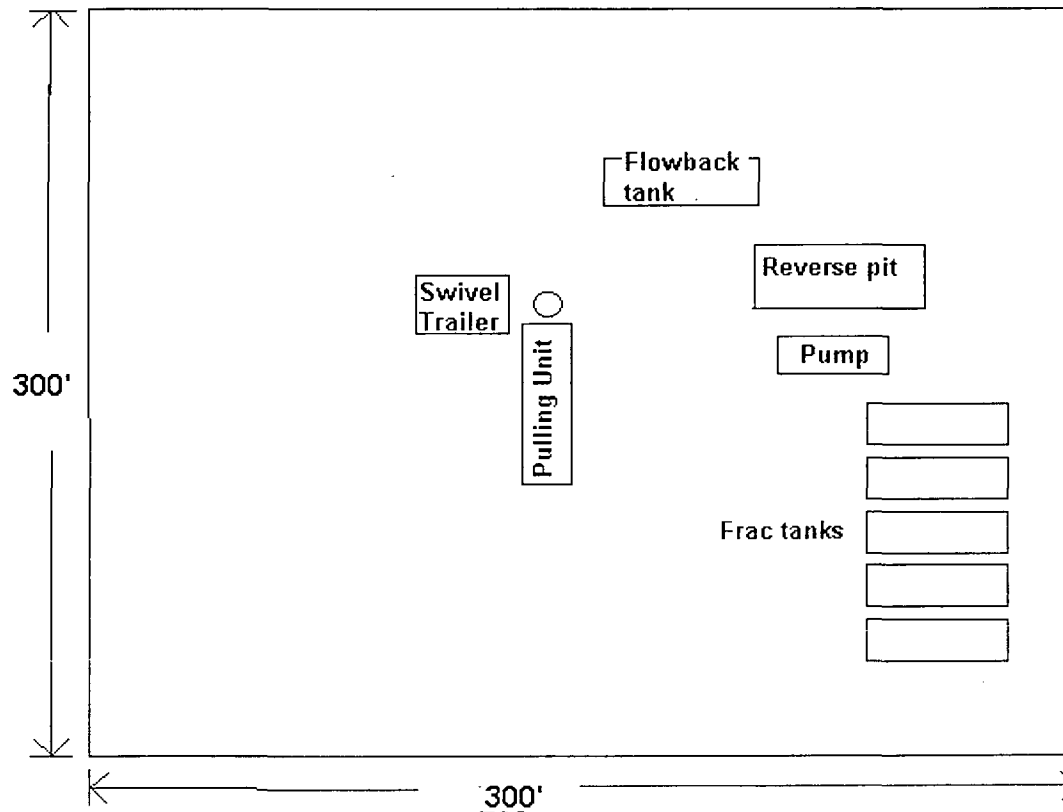 Flowback
tank
Reverse pit
Swivel
Trailer
Pump
300'
Pulling Unit
Frac tanks
300'